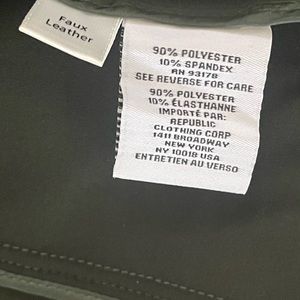 Faux
Leather
90% POLYESTER
10% SPANDEX
RN 93178
SEE REVERSE FOR CARE
90% POLYESTER
10% ÉLASTHANNE
IMPORTÉ PAR:
REPUBLIC
CLOTHING CORP
1411 BROADWAY
NEW YORK
NY 10018 USA
ENTRETIEN AU VERSO